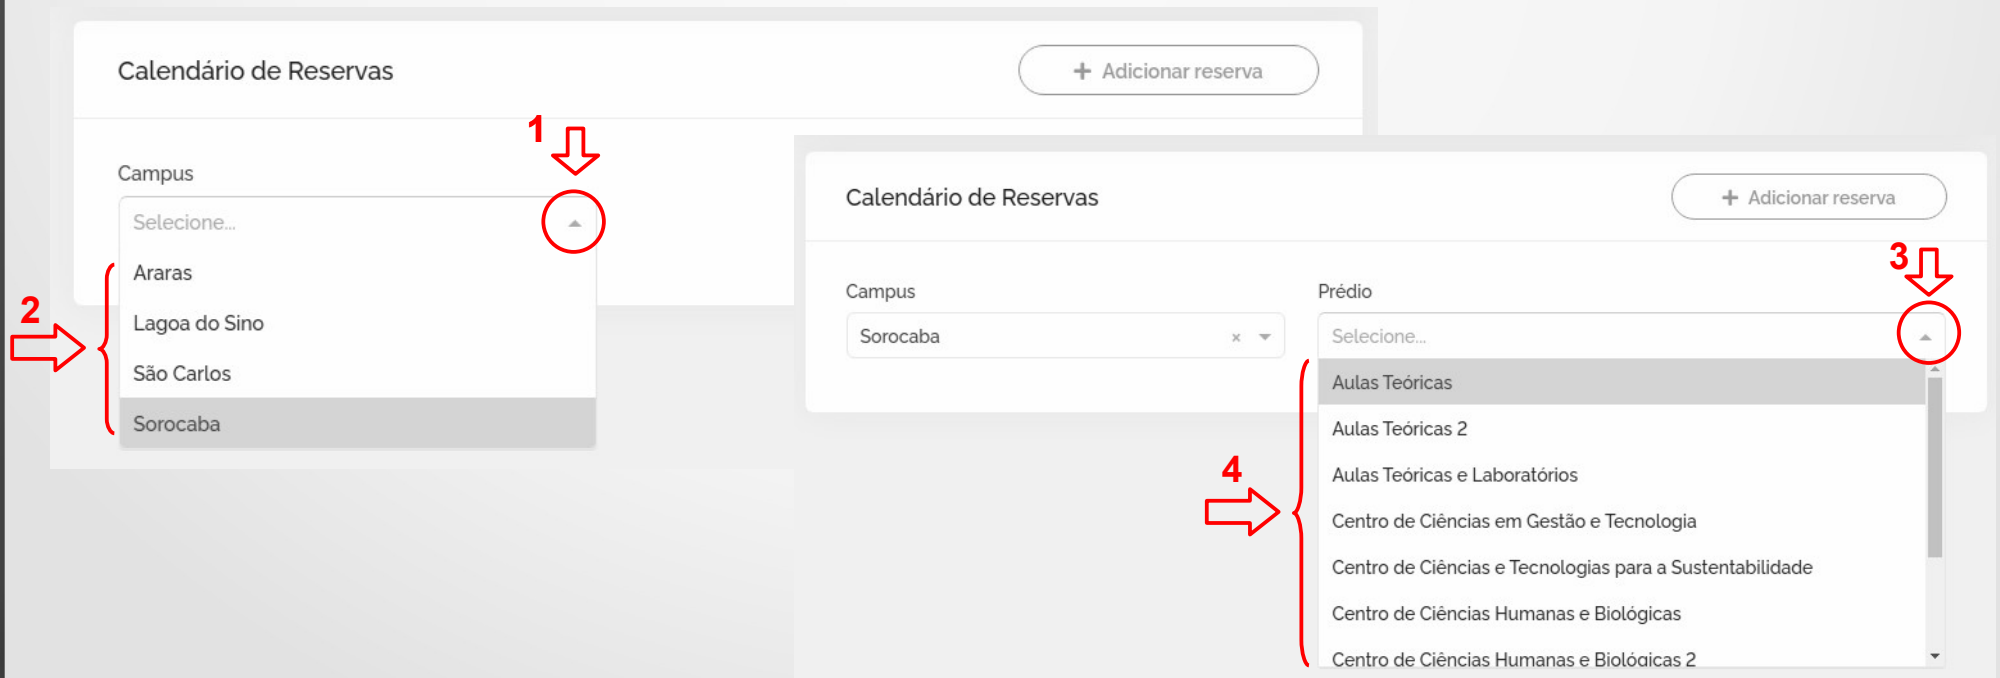 Calendário de Reservas
+ Adicionar reserva
1
Campus
Selecione...
2
Araras
Lagoa do Sino
São Carlos
Sorocaba
Calendário de Reservas
+ Adicionar reserva
3
Campus
Prédio
Sorocaba × 
Selecione...
4
Aulas Teóricas
Aulas Teóricas 2
Aulas Teóricas e Laboratórios
Centro de Ciências em Gestão e Tecnologia
Centro de Ciências e Tecnologias para a Sustentabilidade
Centro de Ciências Humanas e Biológicas
Centro de Ciências Humanas e Biológicas 2